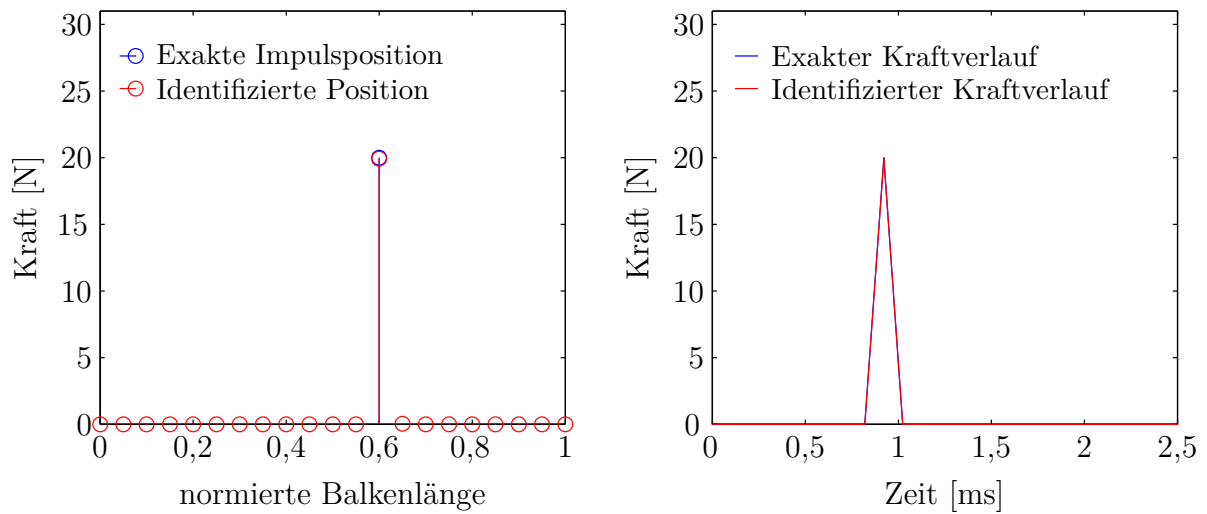 30
25
20
15
10
5
0
Kraft [N]
Exakte Impulsposition
Identifizierte Position
0 0,2 0,4 0,6 0,8 1
normierte Balkenlänge
30
25
20
15
10
5
0
Kraft [N]
Exakter Kraftverlauf
Identifizierter Kraftverlauf
0 0,5 1 1,5 2 2,5
Zeit [ms]